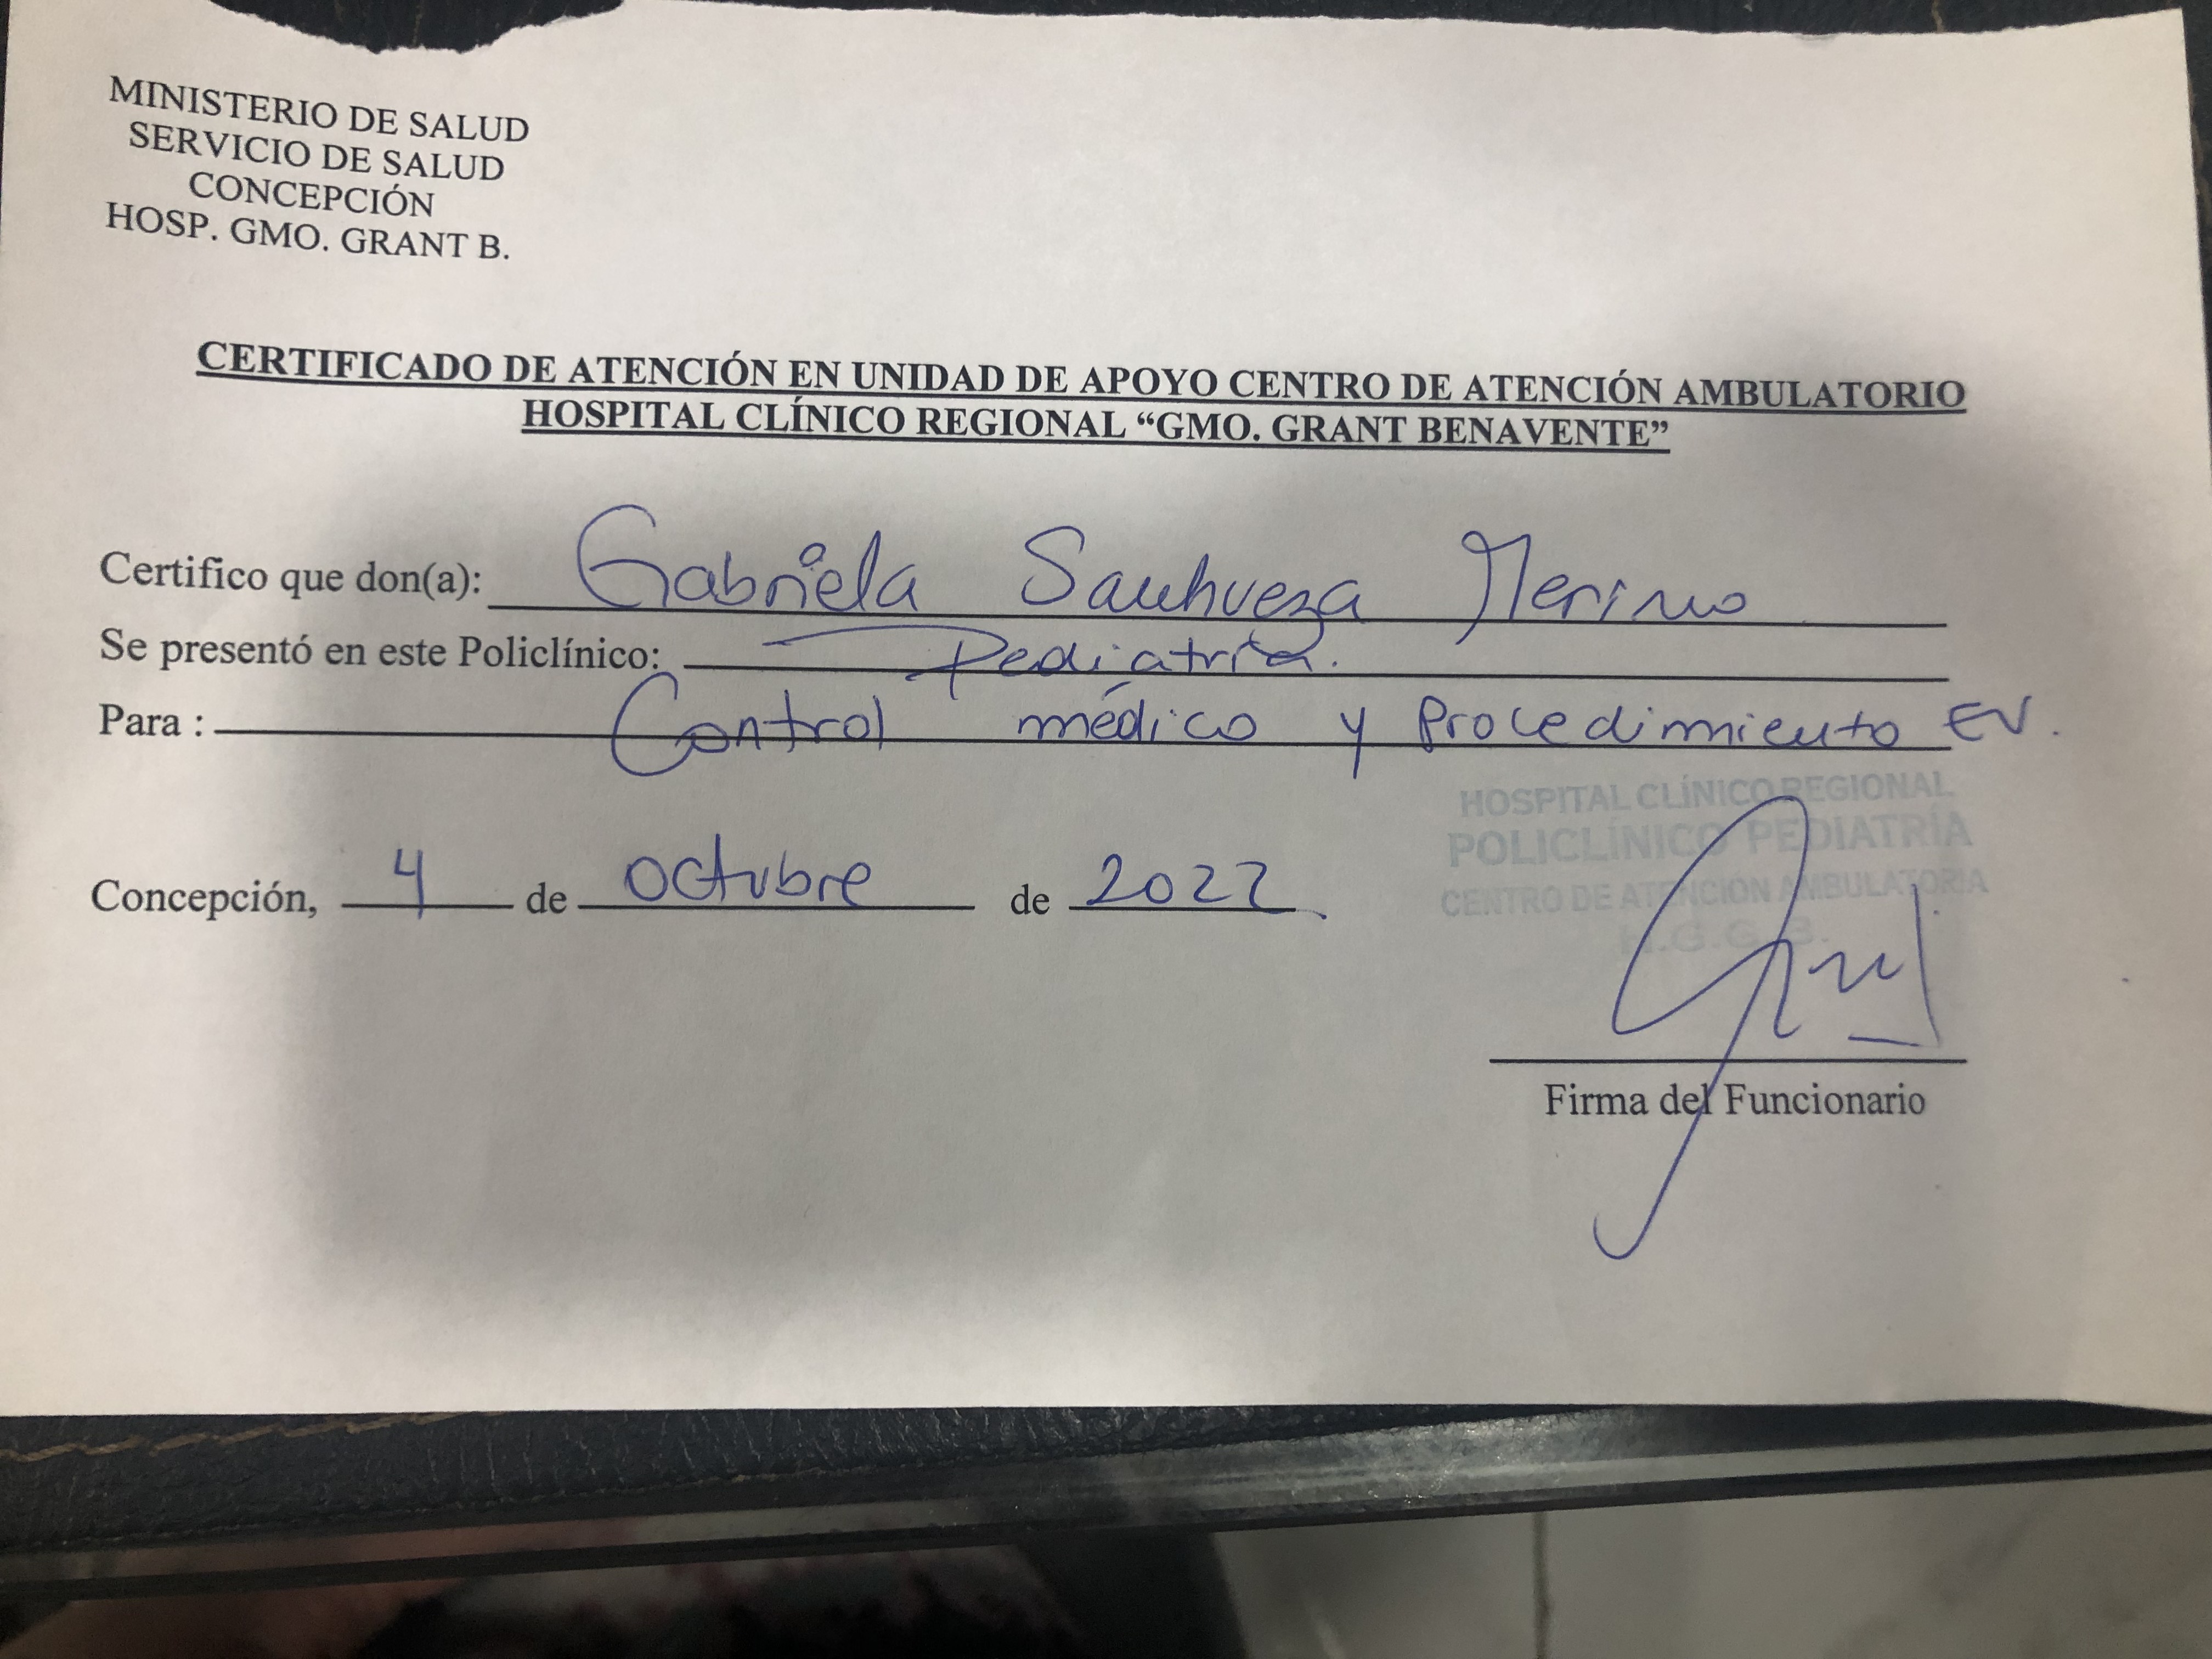 MINISTERIO DE SALUD
SERVICIO DE SALUD
CONCEPCIÓN
HOSP. GMO. GRANT B.
CERTIFICADO DE ATENCIÓN EN UNIDAD DE APOYO CENTRO DE ATENCIÓN AMBULATORIO
HOSPITAL CLÍNICO REGIONAL “GMO. GRANT BENAVENTE”
Certifico que don(a): Gabriela Sanhueza Merino
Se presentó en este Policlínico: Pediatría.
Para : Control médico y Procedimiento EV.
HOSPITAL CLÍNICO REGIONAL
POLICLÍNICO PEDIATRÍA
CENTRO DE ATENCIÓN AMBULATORIA
H.G.G.B.
Concepción, 4 de octubre de 2022.
Firma del Funcionario